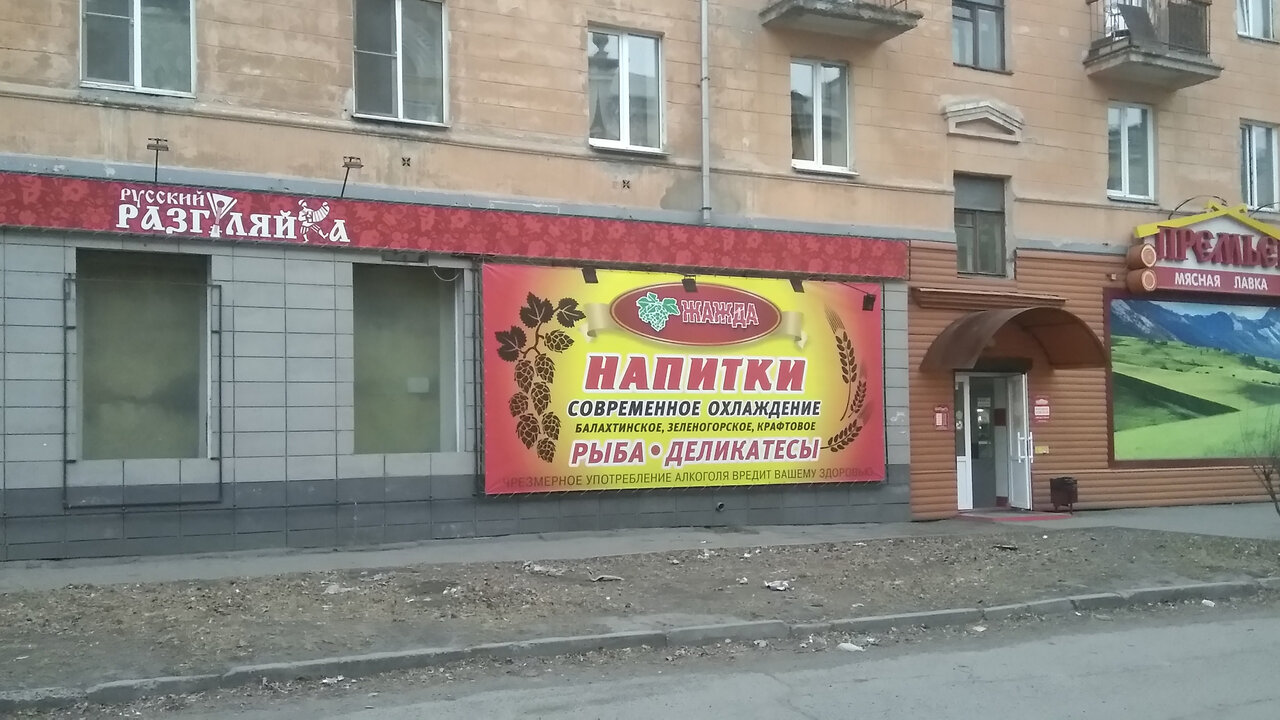 РУССКИЙ
РАЗГУЛЯЙКА
ЖАЖДА
НАПИТКИ
СОВРЕМЕННОЕ ОХЛАЖДЕНИЕ
БАЛАХТИНСКОЕ, ЗЕЛЕНОГОРСКОЕ, КРАФТОВОЕ
РЫБА • ДЕЛИКАТЕСЫ
ЧРЕЗМЕРНОЕ УПОТРЕБЛЕНИЕ АЛКОГОЛЯ ВРЕДИТ ВАШЕМУ ЗДОРОВЬЮ
ПРЕМЬЕ
МЯСНАЯ ЛАВКА